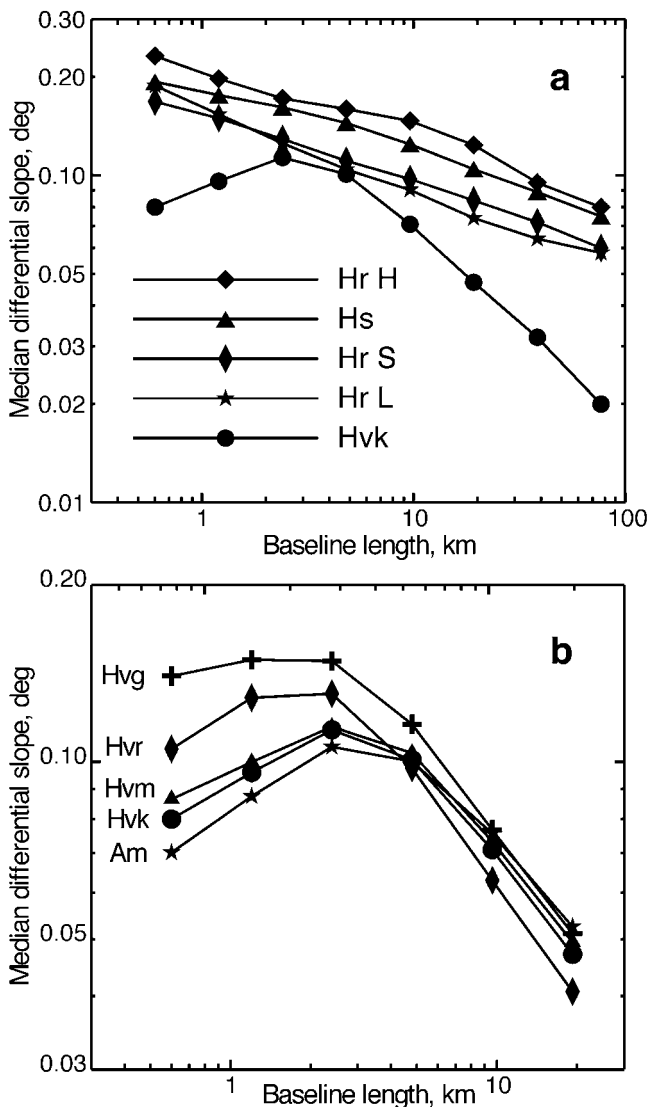 0.30
0.20
0.10
0.05
0.03
0.02
0.01
Median differential slope, deg
a
Hr H
Hs
Hr S
Hr L
Hvk
1
10
100
Baseline length, km
0.20
0.10
0.05
0.03
Median differential slope, deg
b
Hvg
Hvr
Hvm
Hvk
Am
1
10
Baseline length, km